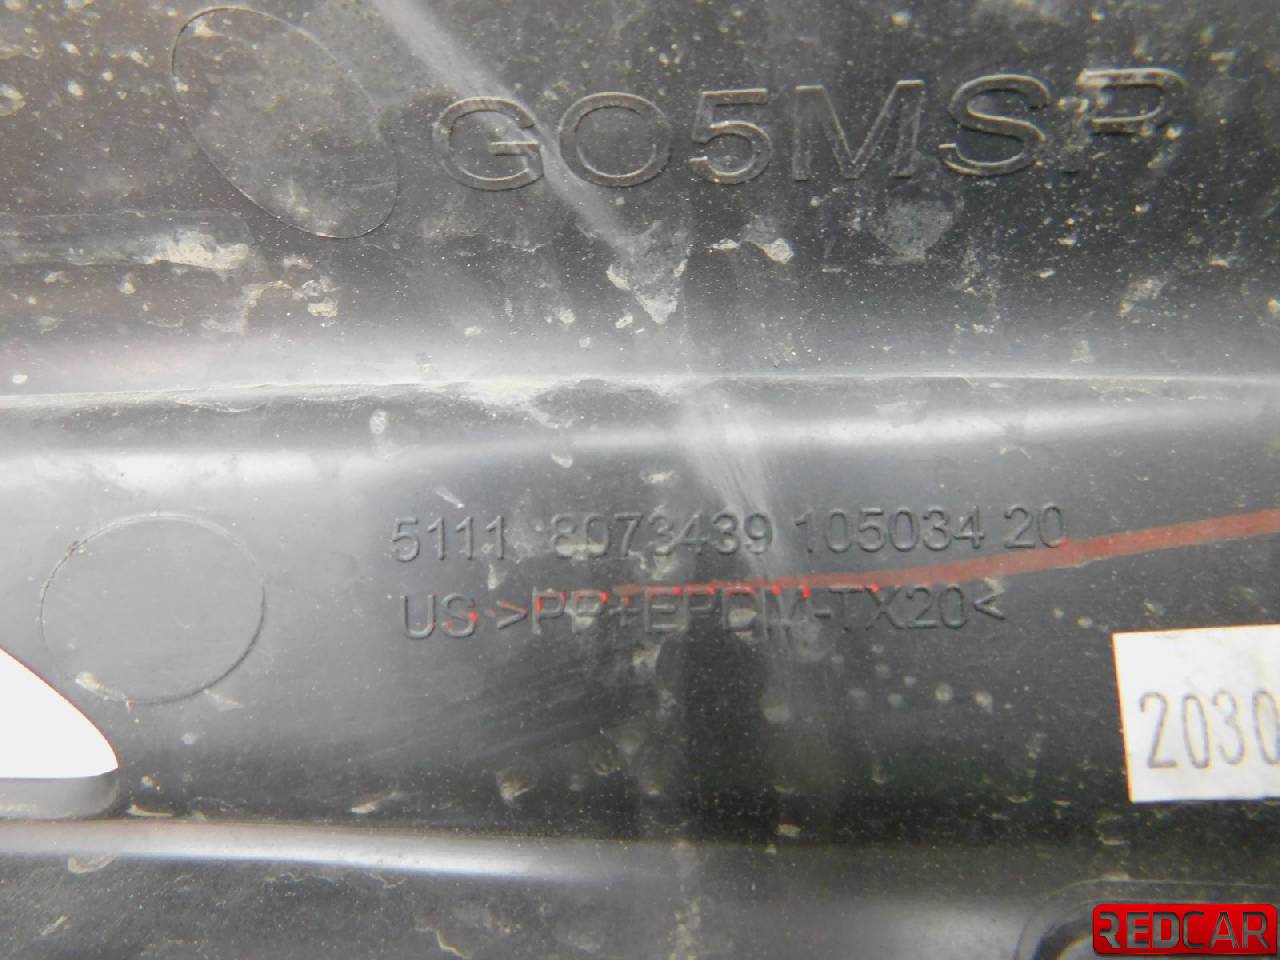 GO5MSP
5111 8073439 105034 20
US >PP+EPDM-TX20<
2030
REDCAR